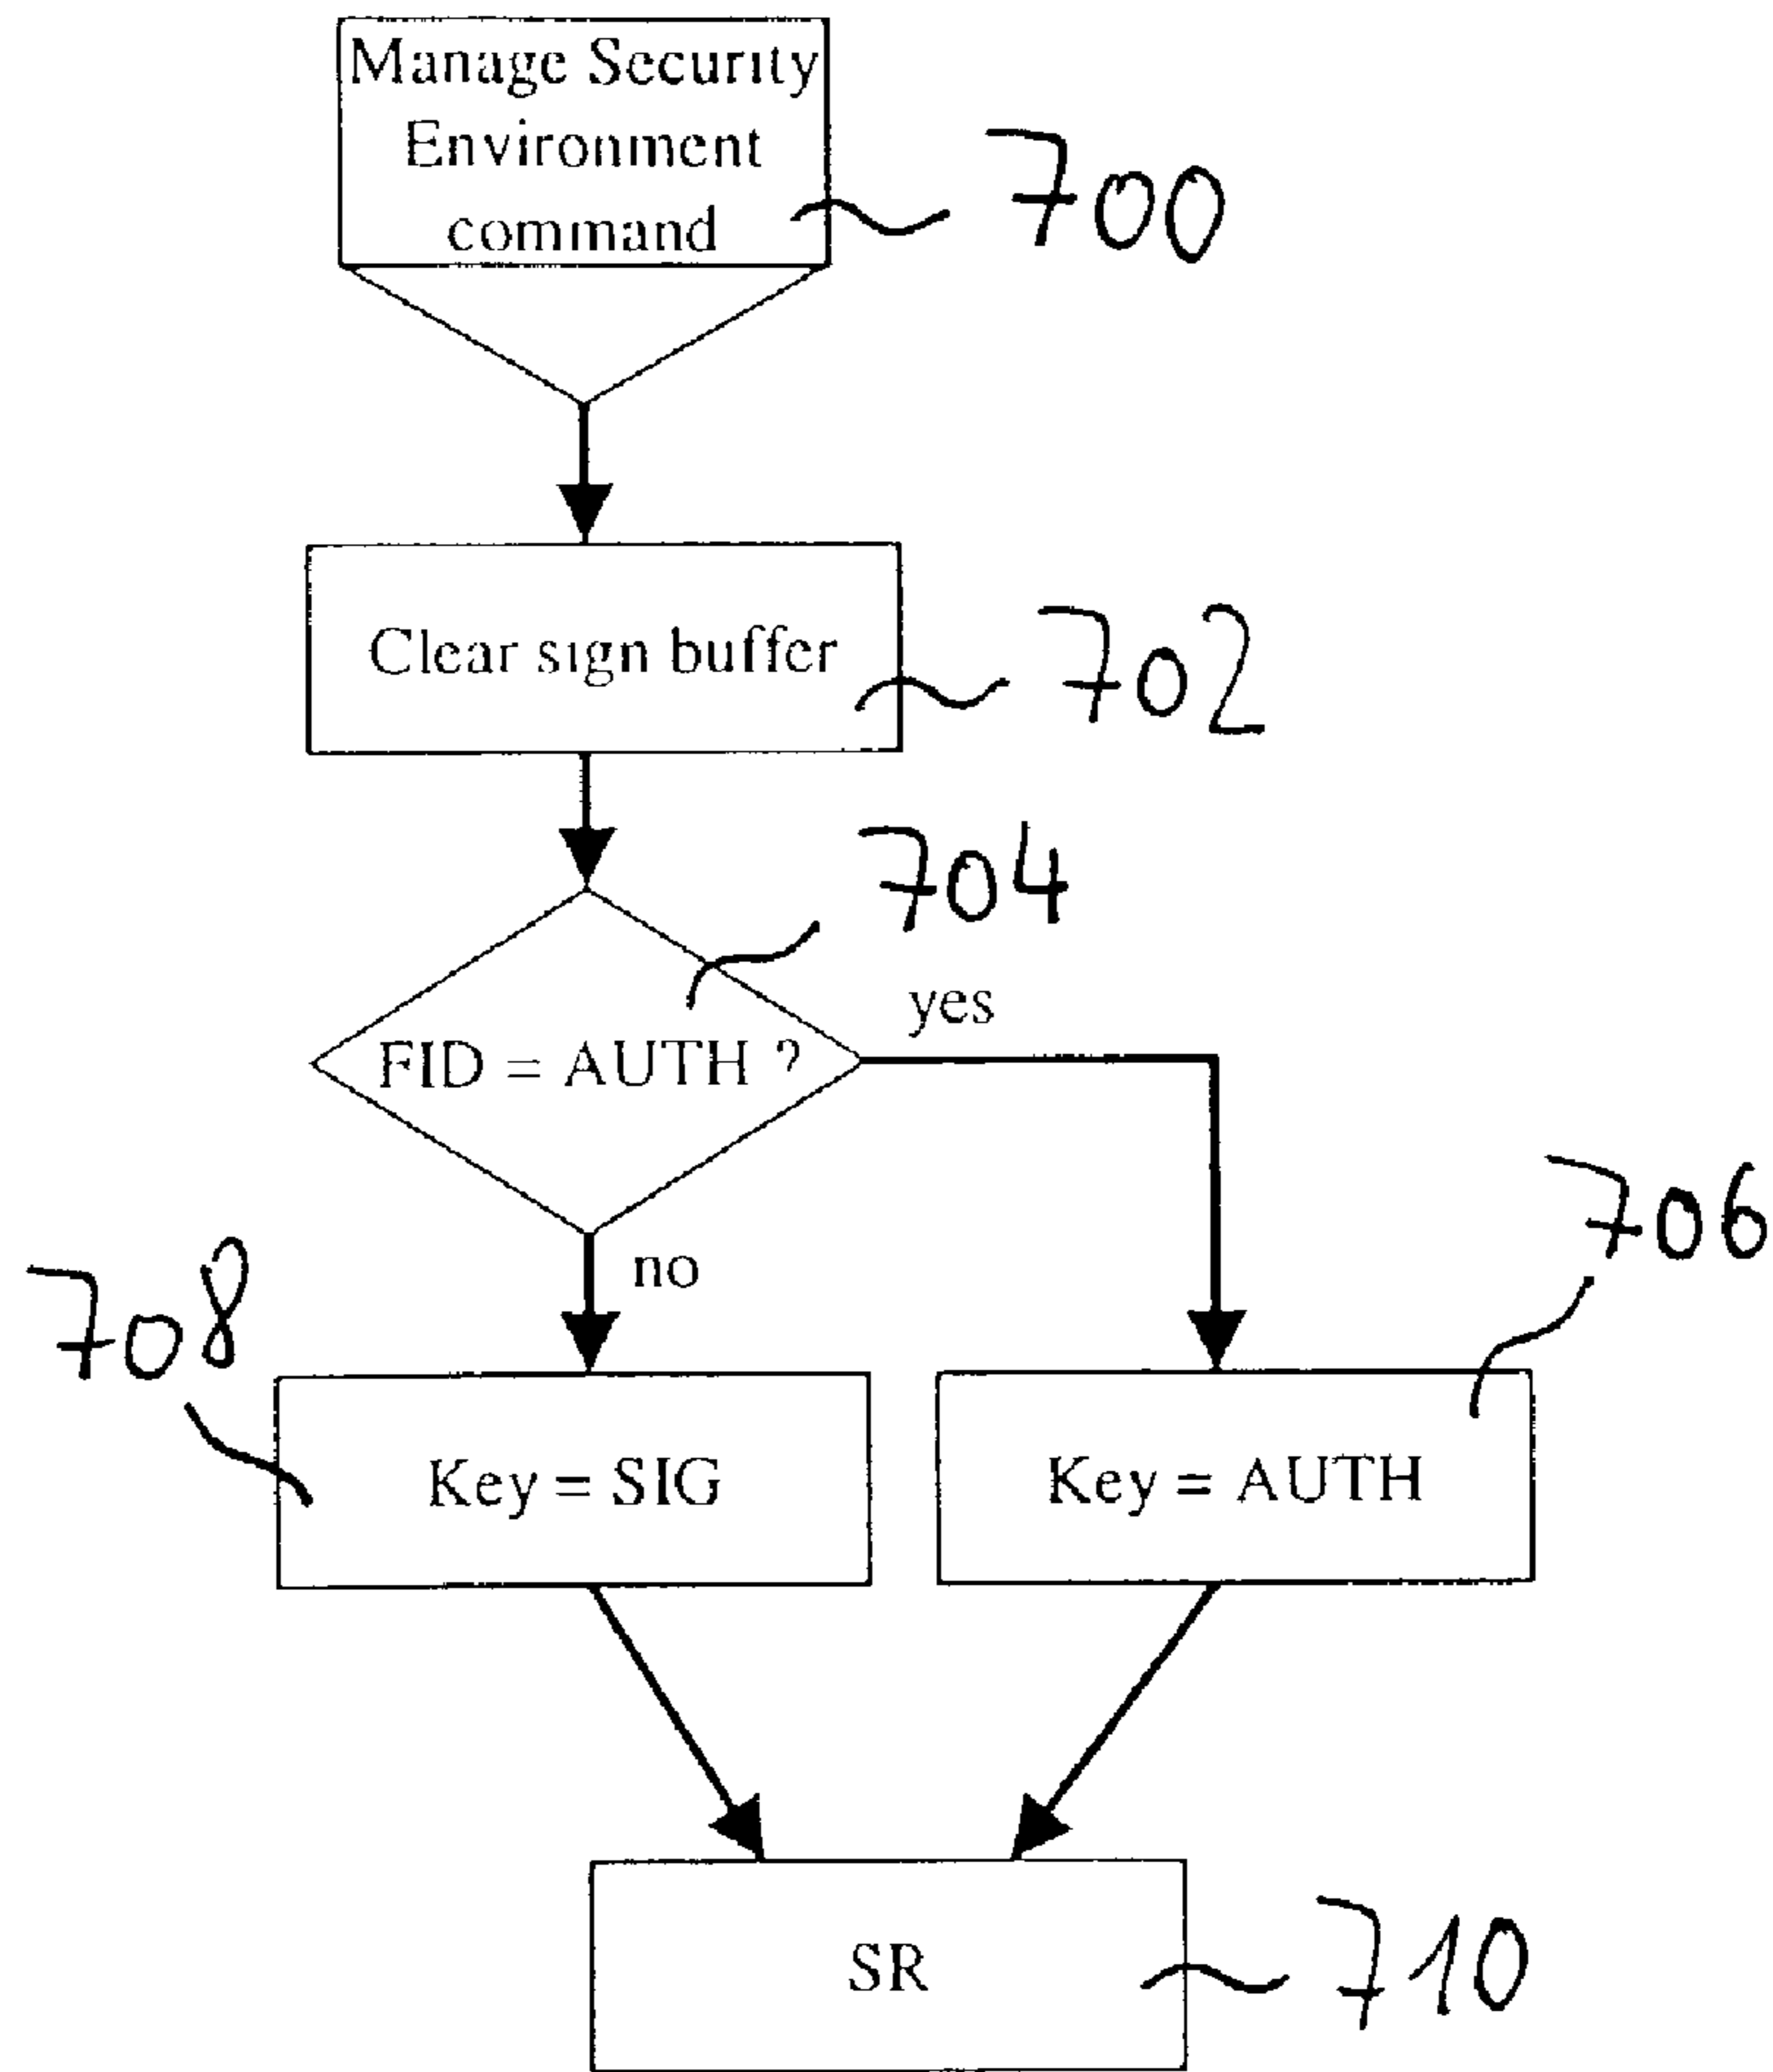 Manage Security
Environment
command
700
Clear sign buffer
702
704
FID = AUTH ?
yes
no
706
708
Key = SIG
Key = AUTH
SR
710